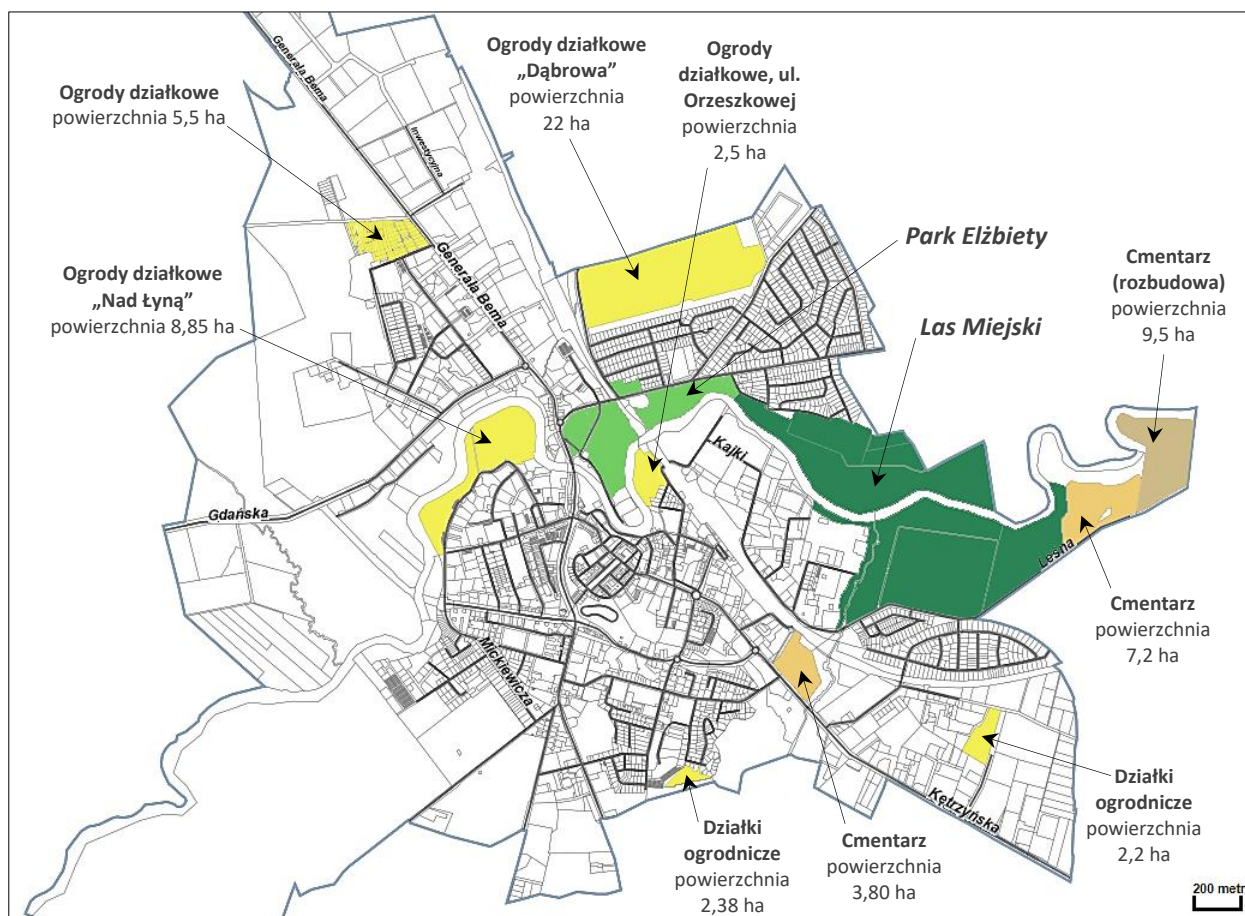 Ogrody działkowe
powierzchnia 5,5 ha
Ogrody działkowe
„Dąbrowa”
powierzchnia
22 ha
Ogrody
działkowe, ul.
Orzeszkowej
powierzchnia
2,5 ha
Generała Bema
Generała Bema
Inwestycyjna
Generała Bema
Park Elżbiety
Las Miejski
Cmentarz
(rozbudowa)
powierzchnia
9,5 ha
Ogrody działkowe
„Nad Łyną”
powierzchnia 8,85 ha
Kajki
Gdańska
Leśna
Cmentarz
powierzchnia
7,2 ha
Mickiewicza
Kętrzyńska
Działki
ogrodnicze
powierzchnia
2,38 ha
Cmentarz
powierzchnia
3,80 ha
Działki
ogrodnicze
powierzchnia
2,2 ha
200 metr